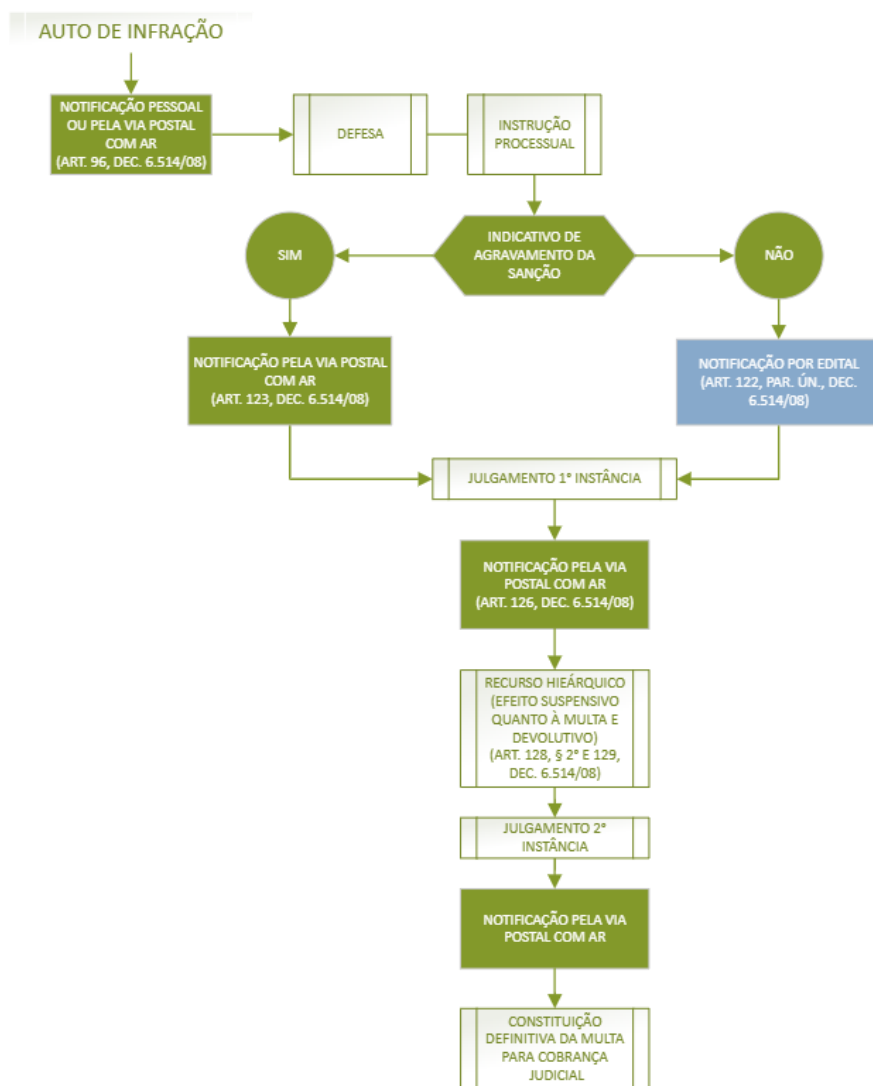 AUTO DE INFRAÇÃO
NOTIFICAÇÃO PESSOAL
OU PELA VIA POSTAL
COM AR
(ART. 96, DEC. 6.514/08)
DEFESA
INSTRUÇÃO
PROCESSUAL
SIM
INDICATIVO DE
AGRAVAMENTO DA
SANÇÃO
NÃO
NOTIFICAÇÃO PELA VIA POSTAL
COM AR
(ART. 123, DEC. 6.514/08)
NOTIFICAÇÃO POR EDITAL
(ART. 122, PAR. ÚN., DEC.
6.514/08)
JULGAMENTO 1° INSTÂNCIA
NOTIFICAÇÃO PELA VIA
POSTAL COM AR
(ART. 126, DEC. 6.514/08)
RECURSO HIEÁRQUICO
(EFEITO SUSPENSIVO
QUANTO À MULTA E
DEVOLUTIVO)
(ART. 128, § 2° E 129,
DEC. 6.514/08)
JULGAMENTO 2°
INSTÂNCIA
NOTIFICAÇÃO PELA VIA
POSTAL COM AR
CONSTITUIÇÃO
DEFINITIVA DA MULTA
PARA COBRANÇA
JUDICIAL